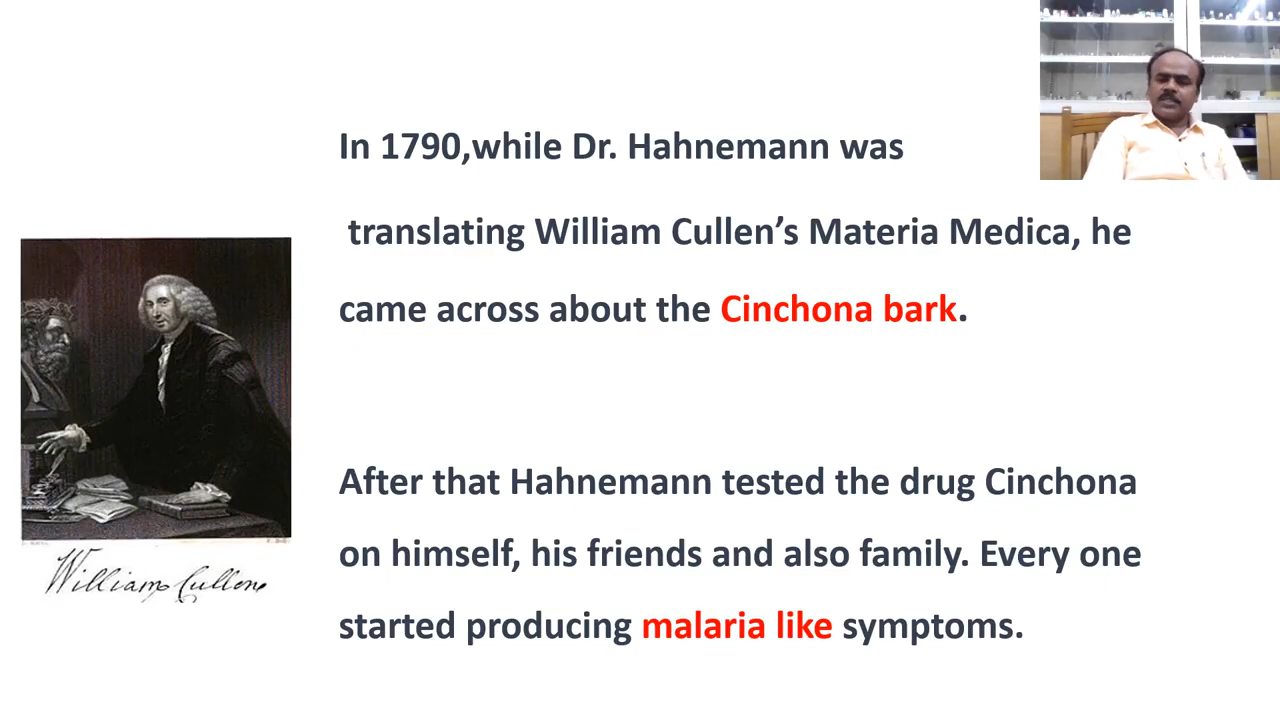 In 1790,while Dr. Hahnemann was
translating William Cullen’s Materia Medica, he
came across about the Cinchona bark.
After that Hahnemann tested the drug Cinchona
on himself, his friends and also family. Every one
started producing malaria like symptoms.
William Cullen